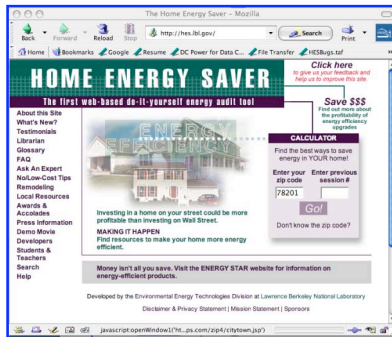 The Home Energy Saver – Mozilla
Back Forward Reload Stop http://hes.lbl.gov/ Search Print
Home Bookmarks Google Resume DC Power for Data C... File Transfer HESBugs.taf
HOME ENERGY SAVER
The first web-based do-it-yourself energy audit tool
Click here
to give us your feedback and
help us to improve this site
Save $$$
Find out more about
the profitability of
energy efficiency
upgrades
About this Site
What's New?
Testimonials
Librarian
Glossary
FAQ
Ask An Expert
No/Low-Cost Tips
Remodeling
Local Resources
Awards &
Accolades
Press Information
Demo Movie
Developers
Students &
Teachers
Search
Help
ENERGY
EFFICIENCY
Investing in a home on your street could be more
profitable than investing on Wall Street.
MAKING IT HAPPEN
Find resources to make your home more energy
efficient.
CALCULATOR
Find the best ways to save
energy in YOUR home!
Enter your Enter previous
zip code session #
78201
Go!
Don't know the zip code?
Money isn't all you save. Visit the ENERGY STAR website for information on
energy-efficient products.
Developed by the Environmental Energy Technologies Division at Lawrence Berkeley National Laboratory
Disclaimer & Privacy Statement | Mission Statement | Sponsors
javascript:openWindow1('ht...ps.com/zip4/citytown.jsp')